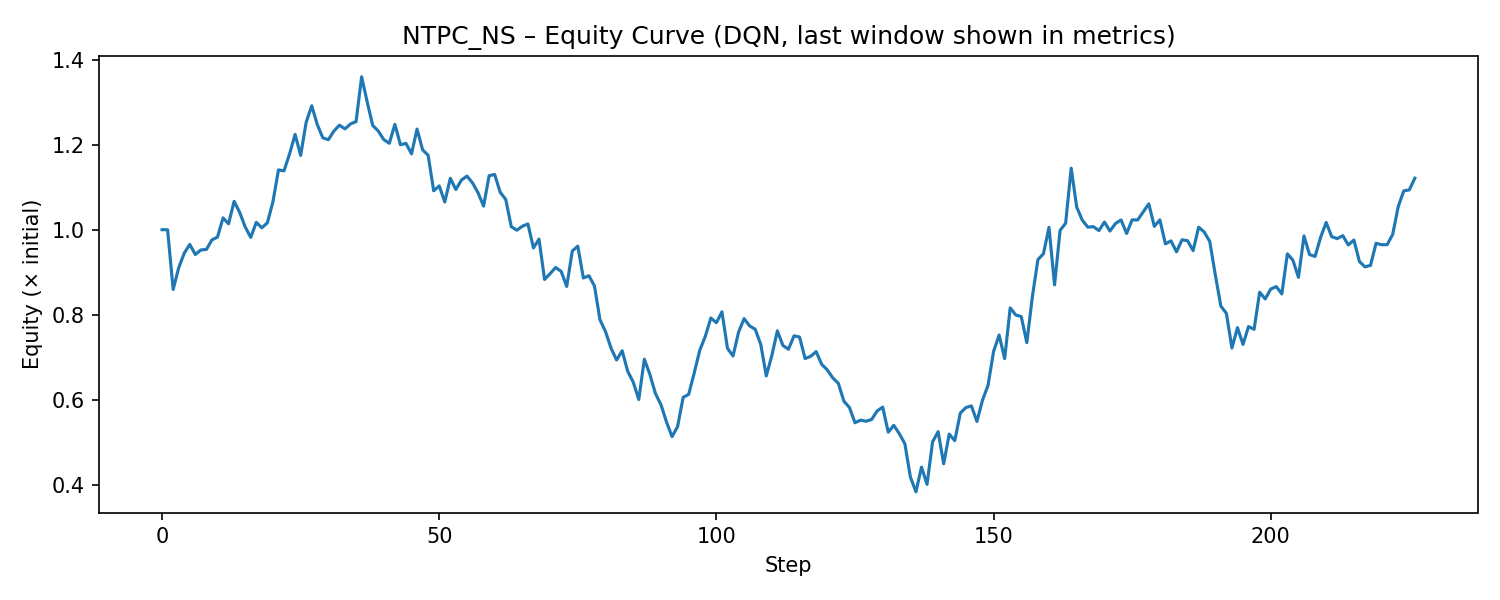 NTPC_NS – Equity Curve (DQN, last window shown in metrics)
Equity (× initial)
1.4
1.2
1.0
0.8
0.6
0.4
0 50 100 150 200
Step